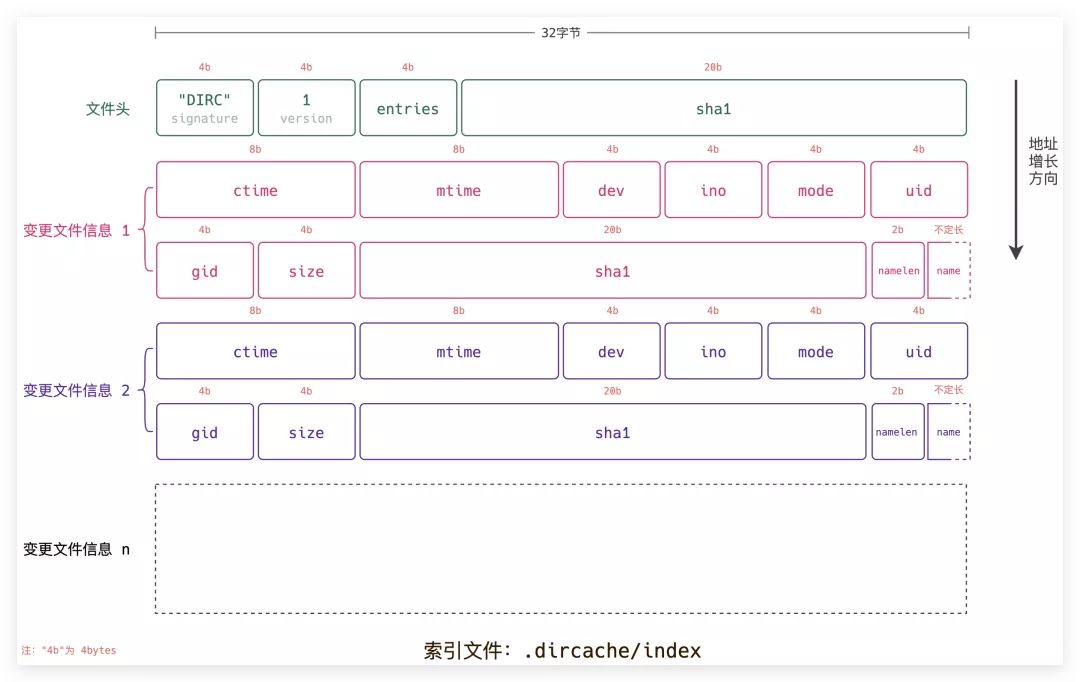 32字节
4b 4b 4b 20b
文件头 "DIRC" signature 1 version entries sha1
8b 8b 4b 4b 4b 4b
ctime mtime dev ino mode uid
地址
增长
方向
变更文件信息 1
4b 4b 20b 2b 不定长
gid size sha1 namelen name
8b 8b 4b 4b 4b 4b
ctime mtime dev ino mode uid
变更文件信息 2
4b 4b 20b 2b 不定长
gid size sha1 namelen name
变更文件信息 n
注: "4b"为 4bytes
索引文件: .dircache/index